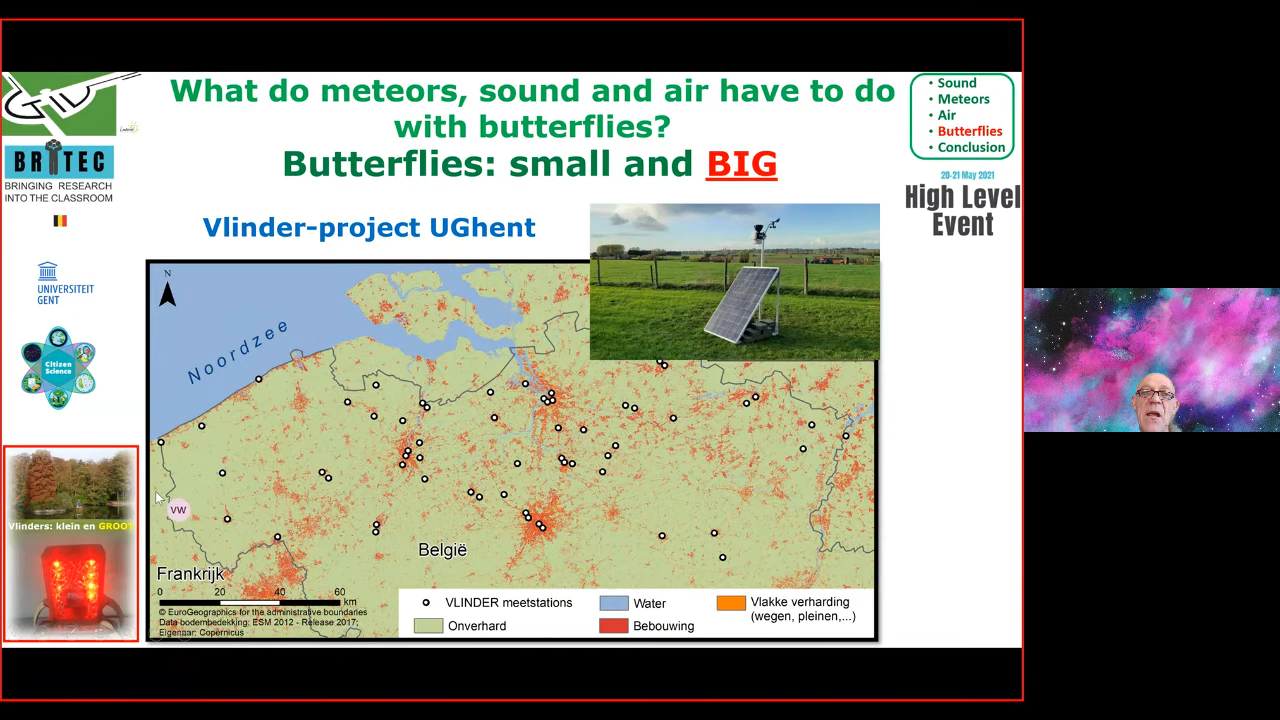 What do meteors, sound and air have to do
with butterflies?
Butterflies: small and BIG
• Sound
• Meteors
• Air
• Butterflies
• Conclusion
20-21 May 2021
High Level
Event
BRITEC
BRINGING RESEARCH
INTO THE CLASSROOM
UNIVERSITEIT
GENT
Citizen
Science
Vlinders: klein en GROOT
Vlinder-project UGhent
N
Noordzee
VW
België
Frankrijk
0 20 40 60
km
© EuroGeographics for the administrative boundaries
Data bodembedekking: ESM 2012 - Release 2017;
Eigenaar: Copernicus
VLINDER meetstations
Water
Vlakke verharding
(wegen, pleinen,...)
Onverhard
Bebouwing